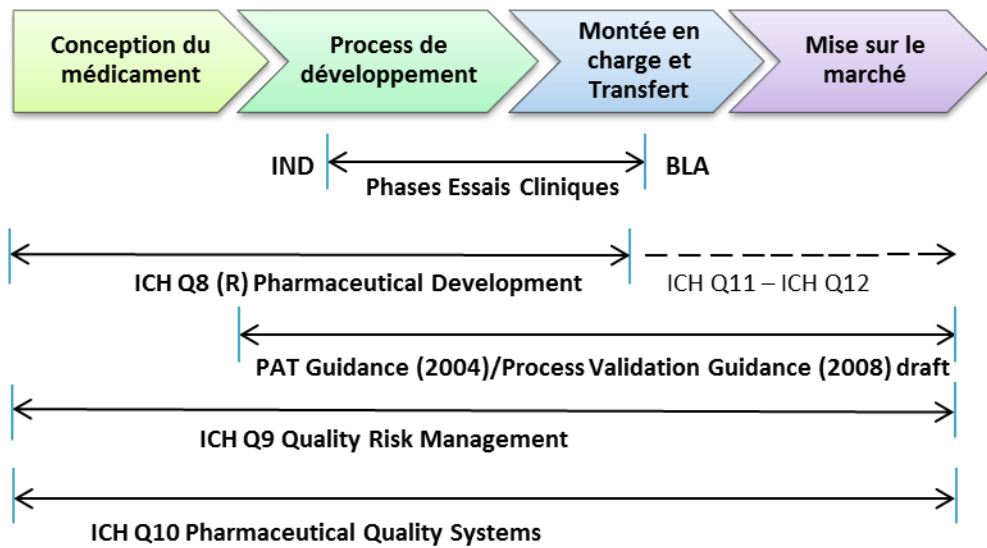 Conception du
médicament
Process de
développement
Montée en
charge et
Transfert
Mise sur le
marché
IND
BLA
Phases Essais Cliniques
ICH Q8 (R) Pharmaceutical Development
ICH Q11 – ICH Q12
PAT Guidance (2004)/Process Validation Guidance (2008) draft
ICH Q9 Quality Risk Management
ICH Q10 Pharmaceutical Quality Systems